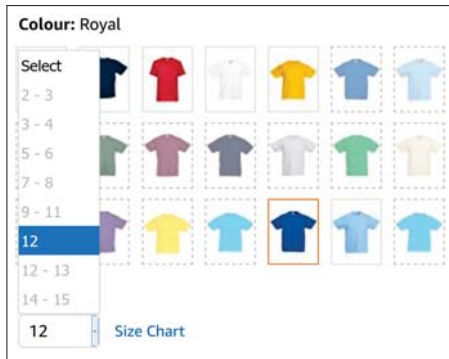 Colour: Royal
Select
2 - 3
3 - 4
5 - 6
7 - 8
9 - 11
12
12 - 13
14 - 15
12
Size Chart